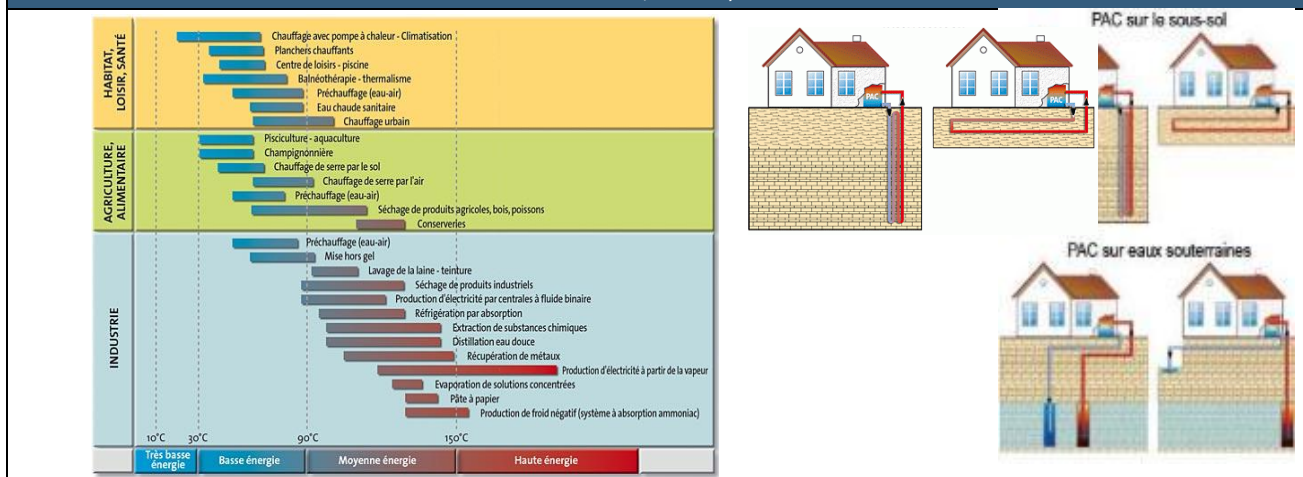 HABITAT,
LOISIR, SANTÉ
Chauffage avec pompe à chaleur - Climatisation
Planchers chauffants
Centre de loisirs - piscine
Balnéothérapie - thermalisme
Préchauffage (eau-air)
Eau chaude sanitaire
Chauffage urbain
AGRICULTURE,
ALIMENTAIRE
Pisciculture - aquaculture
Champignonnière
Chauffage de serre par le sol
Chauffage de serre par l'air
Préchauffage (eau-air)
Séchage de produits agricoles, bois, poissons
Conserveries
INDUSTRIE
Préchauffage (eau-air)
Mise hors gel
Lavage de la laine - teinture
Séchage de produits industriels
Production d'électricité par centrales à fluide binaire
Réfrigération par absorption
Extraction de substances chimiques
Distillation eau douce
Récupération de métaux
Production d'électricité à partir de la vapeur
Evaporation de solutions concentrées
Pâte à papier
Production de froid négatif (système à absorption ammoniac)
10°C 30°C 90°C 150°C
Très basse
énergie
Basse énergie
Moyenne énergie
Haute énergie
PAC
PAC
PAC sur le sous-sol
PAC sur eaux souterraines